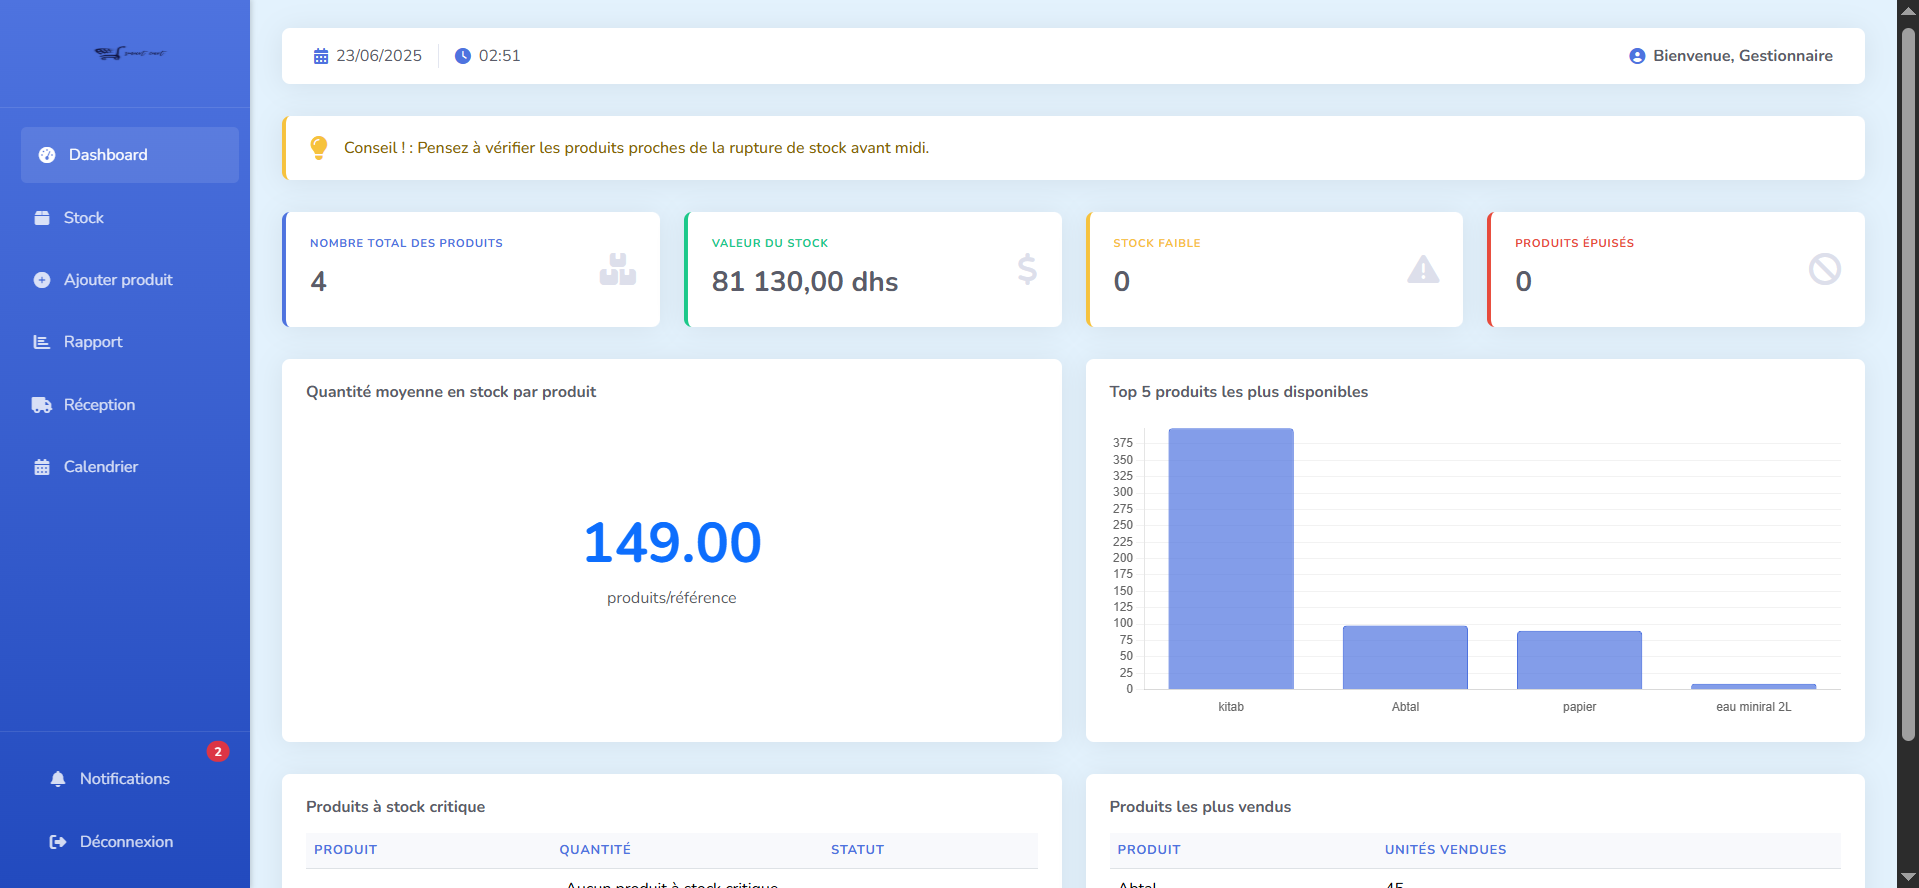 23/06/2025
02:51
Bienvenue, Gestionnaire
Dashboard
Stock
Ajouter produit
Rapport
Réception
Calendrier
2
Notifications
Déconnexion
Conseil ! : Pensez à vérifier les produits proches de la rupture de stock avant midi.
NOMBRE TOTAL DES PRODUITS
4
VALEUR DU STOCK
81 130,00 dhs
STOCK FAIBLE
0
PRODUITS ÉPUISÉS
0
Quantité moyenne en stock par produit
149.00
produits/référence
Top 5 produits les plus disponibles
375
350
325
300
275
250
225
200
175
150
125
100
75
50
25
0
kitab Abtal papier eau miniral 2L
Produits à stock critique
PRODUIT QUANTITÉ STATUT
Aucun produit à stock critique
Produits les plus vendus
PRODUIT UNITÉS VENDUES
Abtal 45